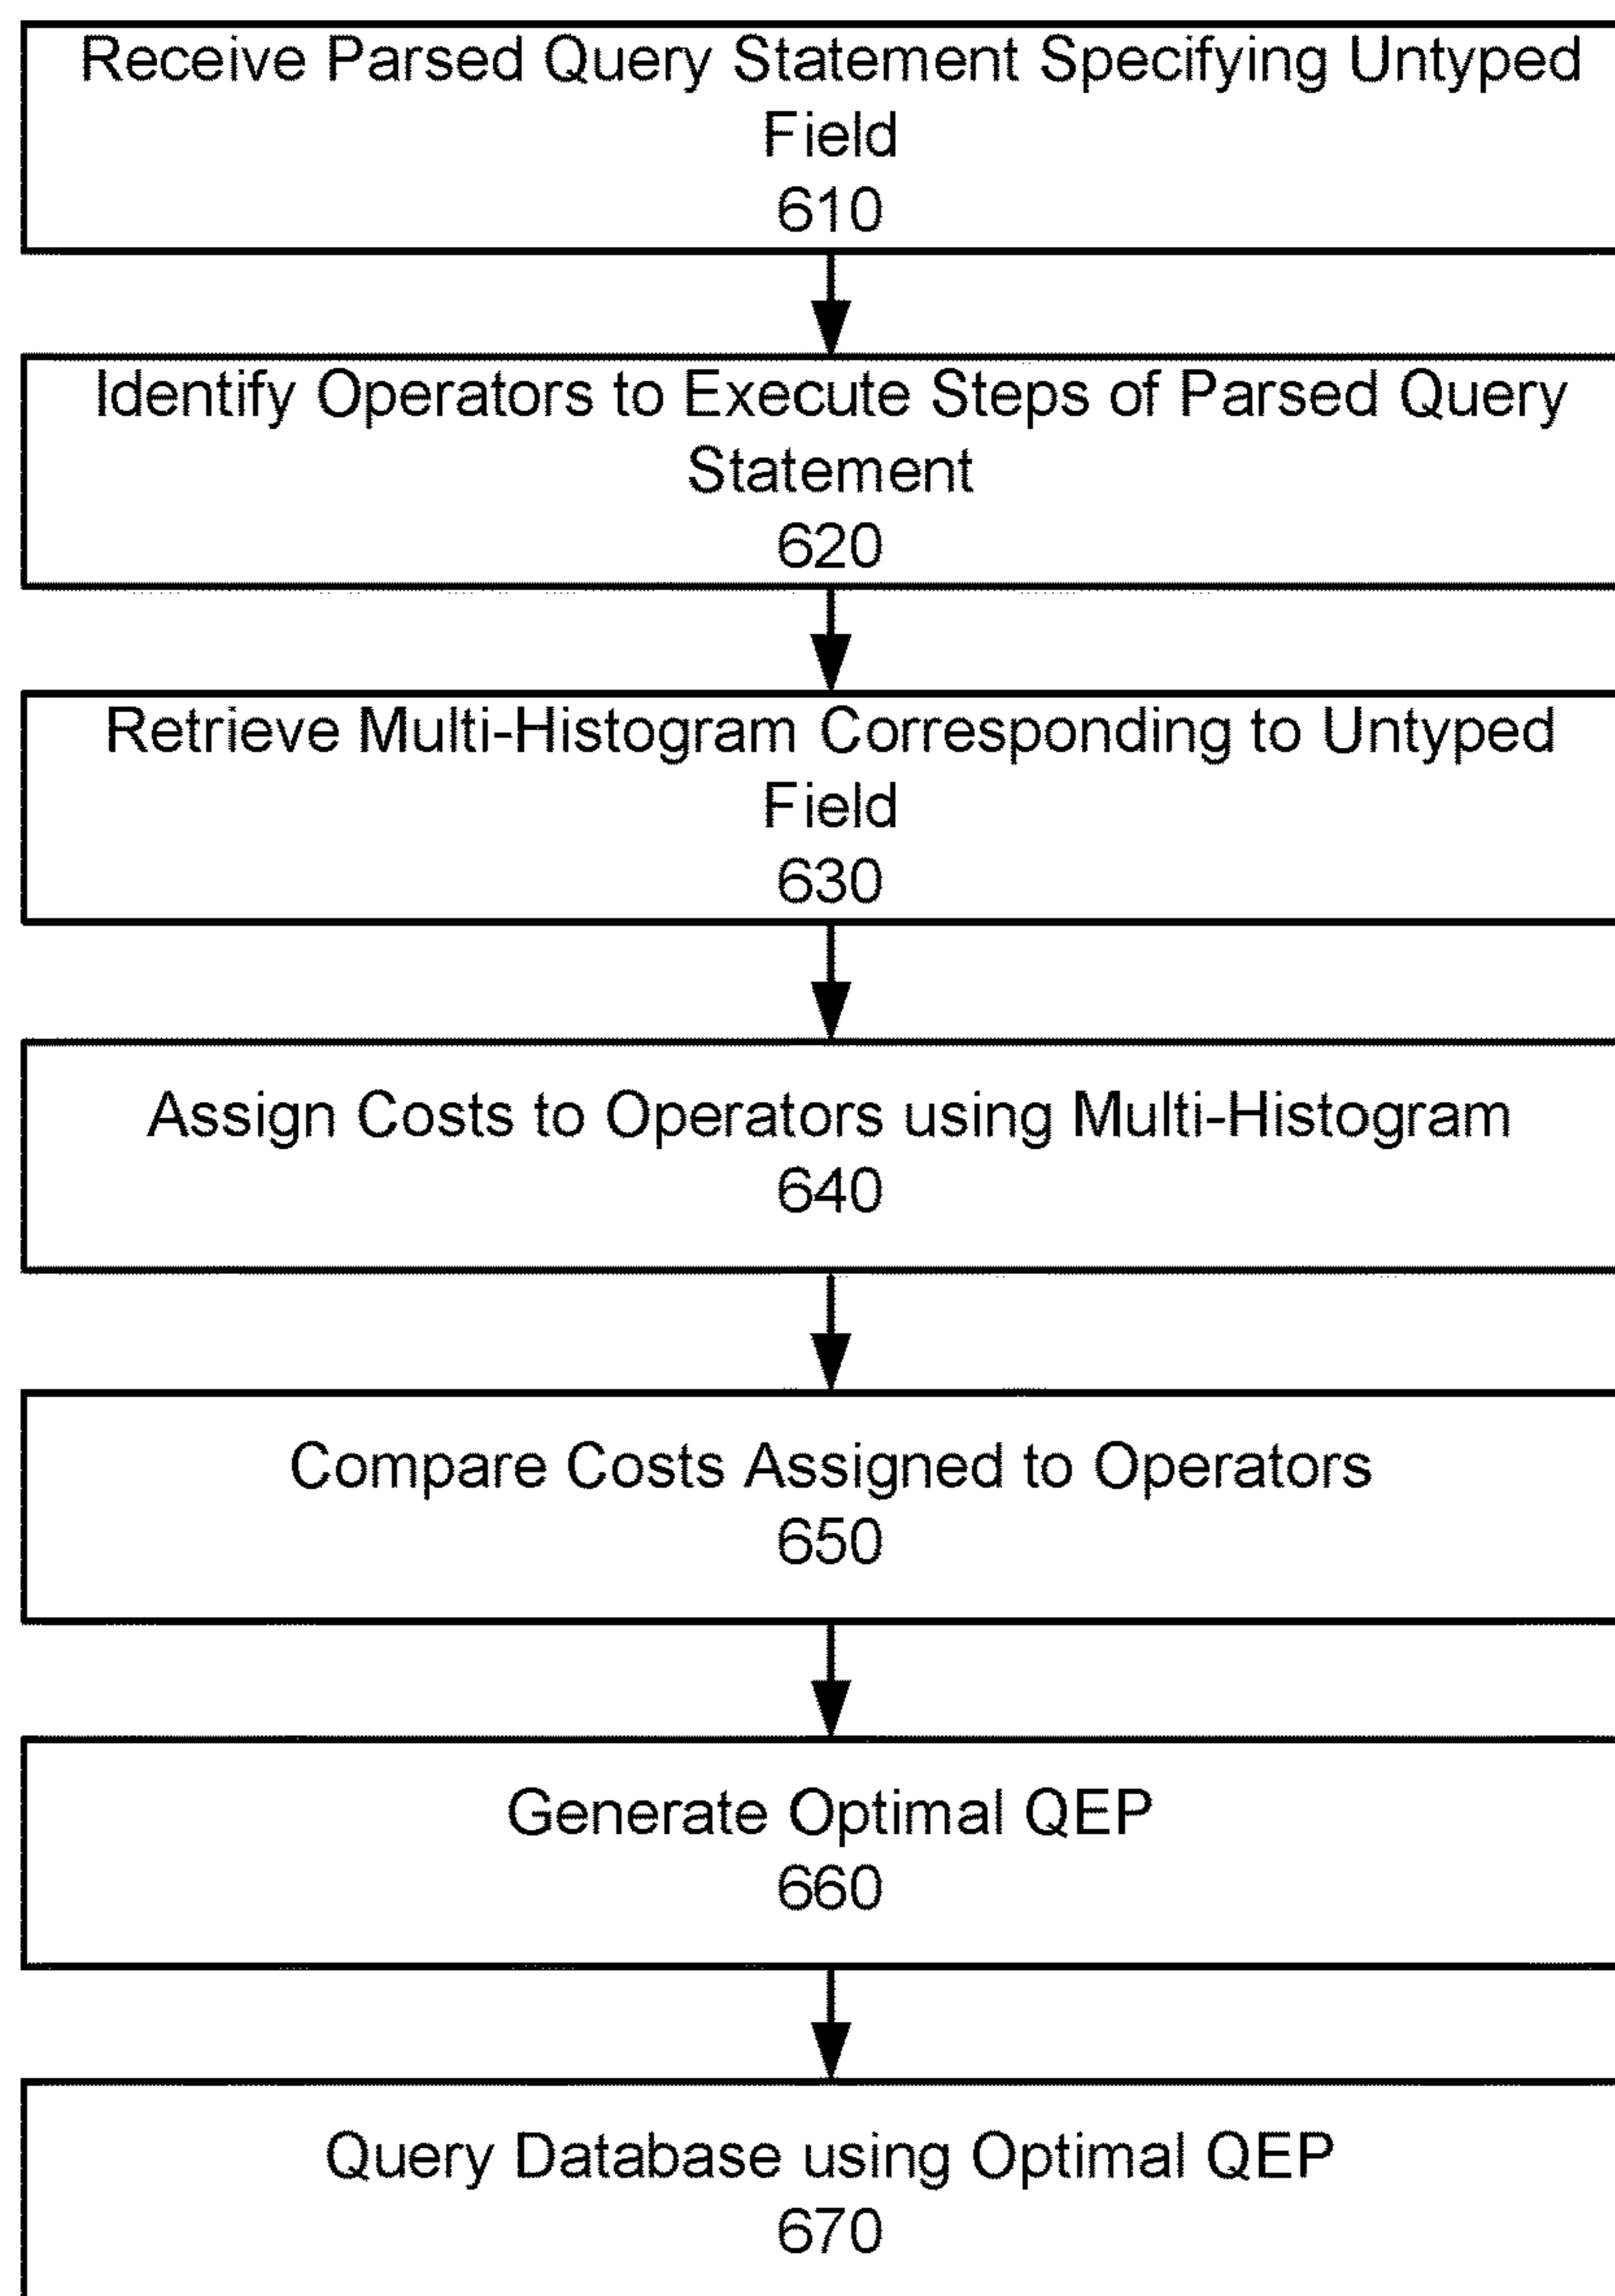 Receive Parsed Query Statement Specifying Untyped
Field
610
Identify Operators to Execute Steps of Parsed Query
Statement
620
Retrieve Multi-Histogram Corresponding to Untyped
Field
630
Assign Costs to Operators using Multi-Histogram
640
Compare Costs Assigned to Operators
650
Generate Optimal QEP
660
Query Database using Optimal QEP
670